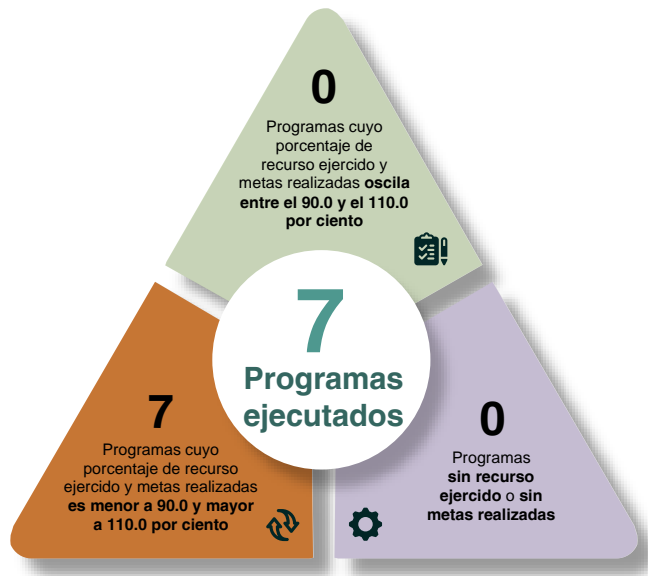 0
Programas cuyo
porcentaje de
recurso ejercido y
metas realizadas oscila
entre el 90.0 y el 110.0
por ciento
7
Programas
ejecutados
7
Programas cuyo
porcentaje de recurso
ejercido y metas realizadas
es menor a 90.0 y mayor
a 110.0 por ciento
0
Programas
sin recurso
ejercido o sin
metas realizadas